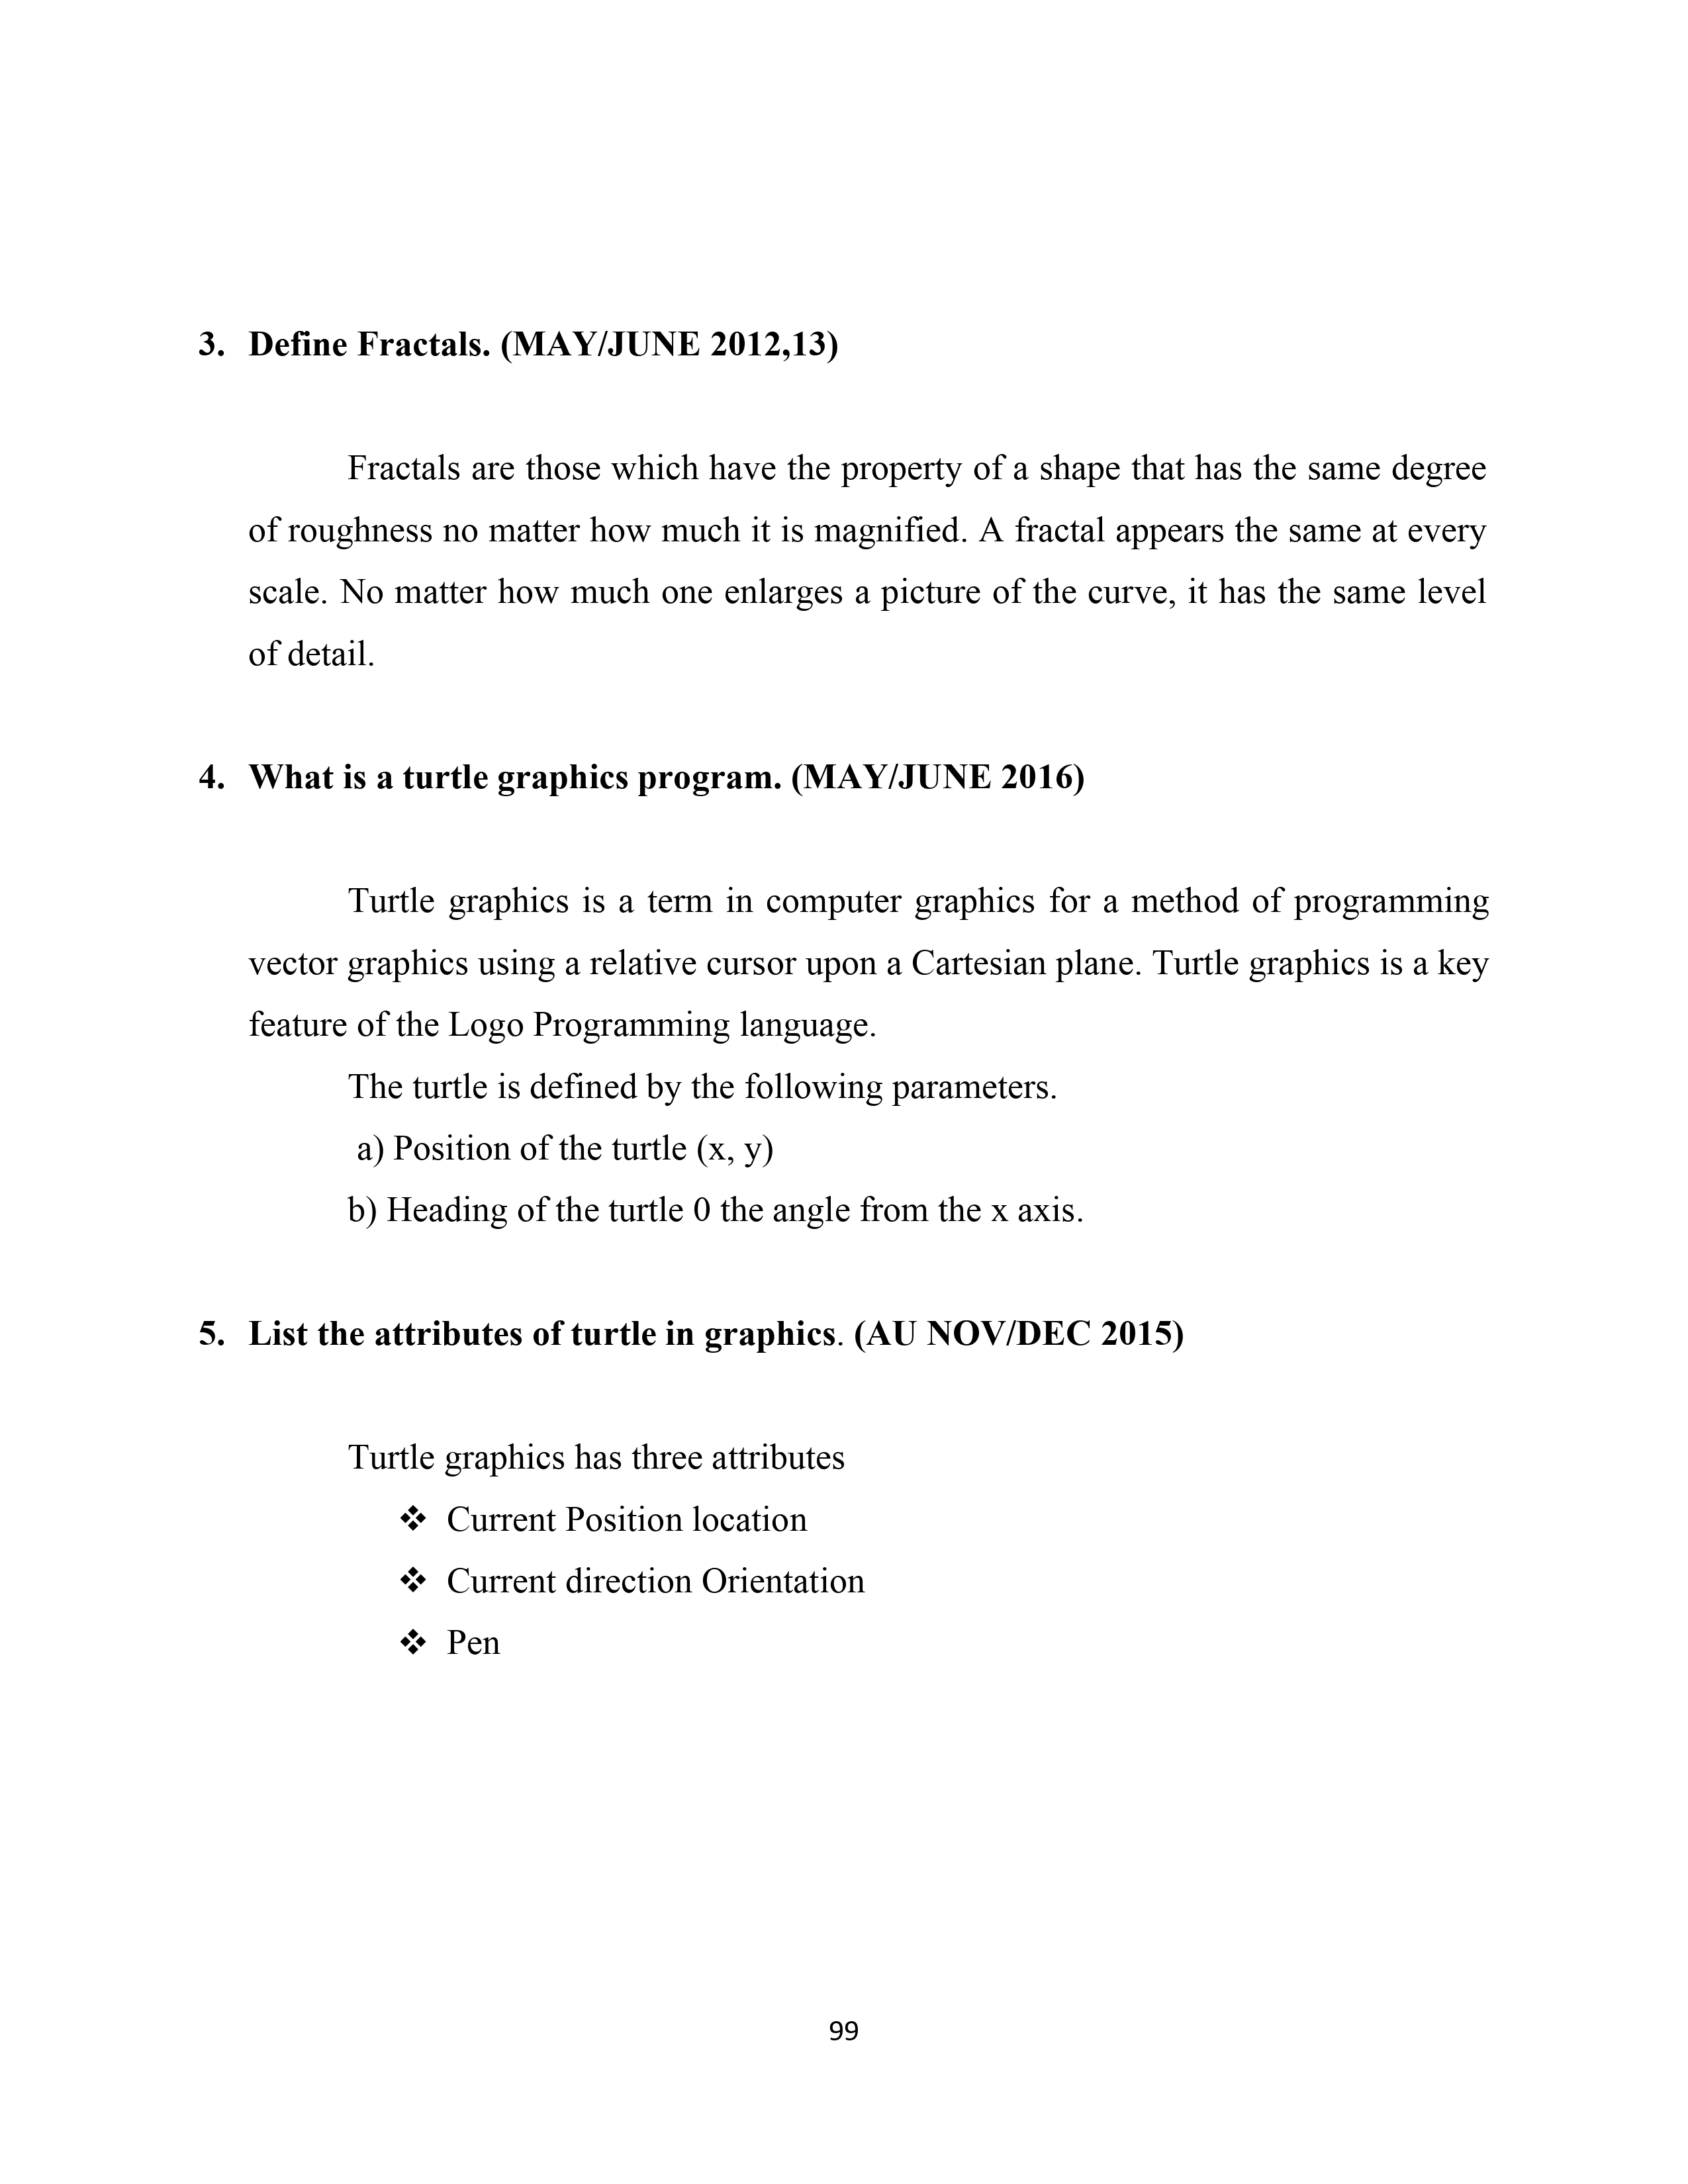 3. Define Fractals. (MAY/JUNE 2012,13)
Fractals are those which have the property of a shape that has the same degree
of roughness no matter how much it is magnified. A fractal appears the same at every
scale. No matter how much one enlarges a picture of the curve, it has the same level
of detail.
4. What is a turtle graphics program. (MAY/JUNE 2016)
Turtle graphics is a term in computer graphics for a method of programming
vector graphics using a relative cursor upon a Cartesian plane. Turtle graphics is a key
feature of the Logo Programming language.
The turtle is defined by the following parameters.
a) Position of the turtle (x, y)
b) Heading of the turtle 0 the angle from the x axis.
5. List the attributes of turtle in graphics. (AU NOV/DEC 2015)
Turtle graphics has three attributes
❖ Current Position location
❖ Current direction Orientation
❖ Pen
99